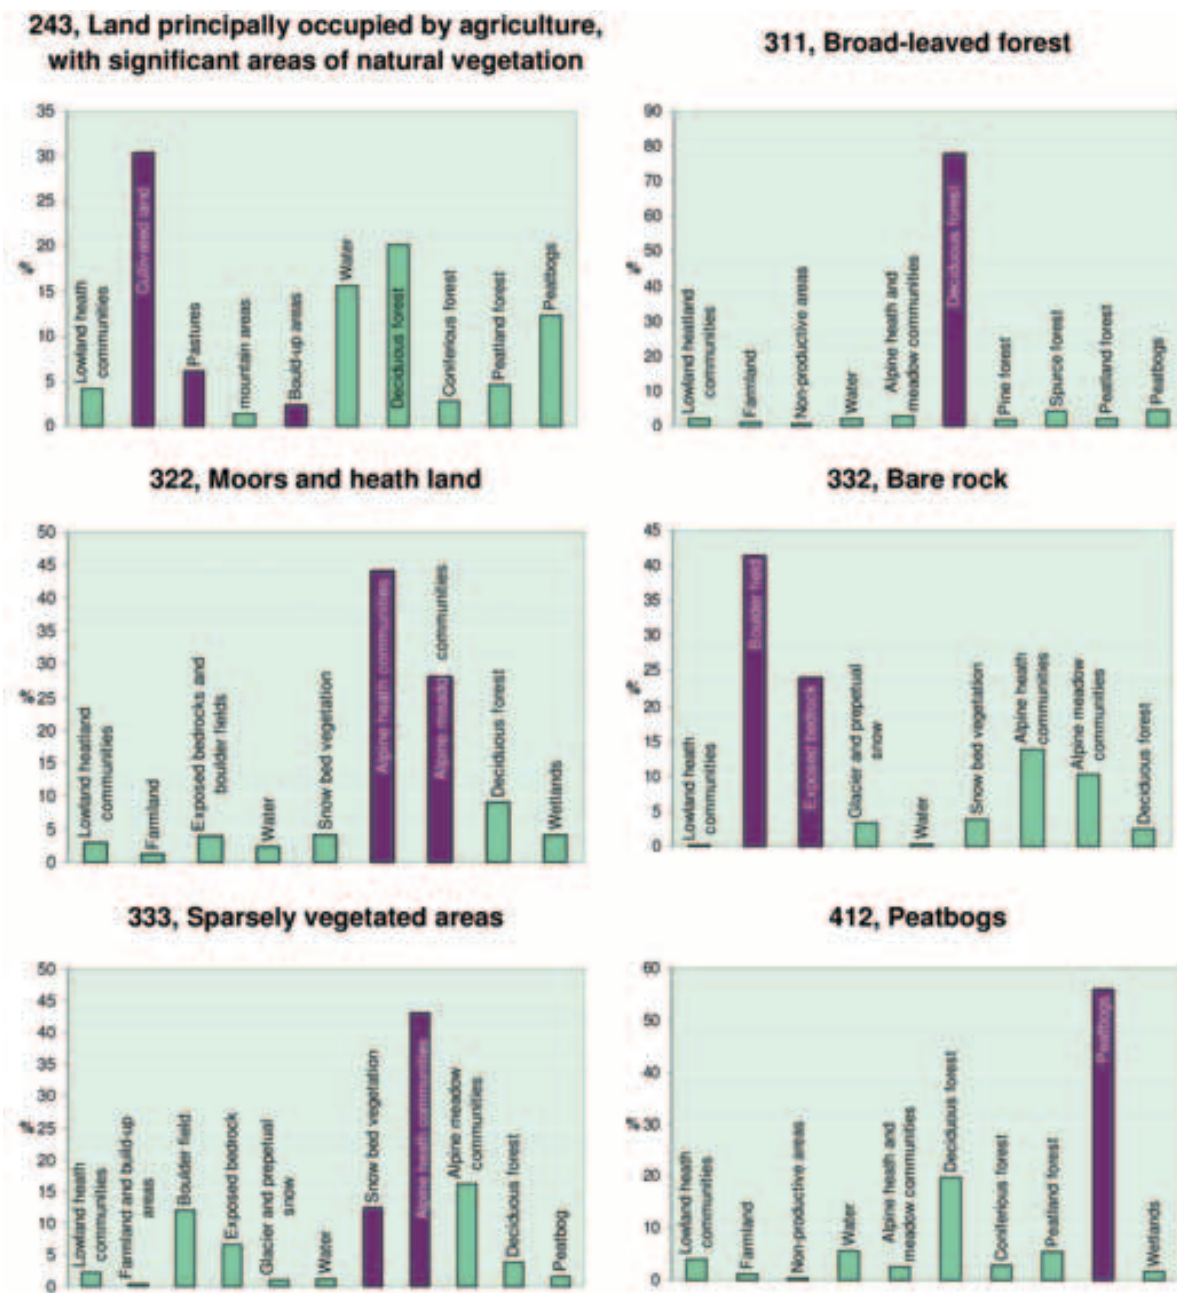 243, Land principally occupied by agriculture,
with significant areas of natural vegetation
35
30
25
20
15
10
5
0
%
Lowland heath
communities
Cultivated land
Pastures
mountain areas
Bould-up areas
Water
Deciduous forest
Coniferious forest
Peatland forest
Peatbogs
311, Broad-leaved forest
90
80
70
60
50
40
30
20
10
0
%
Lowland heatland
communities
Farmland
Non-productive areas
Water
Alpine heath and
meadow communities
Deciduous forest
Pine forest
Spurce forest
Peatland forest
Peatbogs
322, Moors and heath land
50
45
40
35
30
25
20
15
10
5
0
%
Lowland heatland
communities
Farmland
Exposed bedrocks and
boulder fields
Water
Snow bed vegetation
Alpine heath communities
Alpine meado
communities
Deciduous forest
Wetlands
332, Bare rock
45
40
35
30
25
20
15
10
5
0
%
Lowland heath
communities
Boulder field
Exposed bedrock
Glacier and prepetual
snow
Water
Snow bed vegetation
Alpine heath
communities
Alpine meadow
communities
Deciduous forest
333, Sparsely vegetated areas
50
45
40
35
30
25
20
15
10
5
0
%
Lowland heath
communities
Farmland and build-up
areas
Boulder field
Exposed bedrock
Glacier and prepetual
snow
Water
Snow bed vegetation
Alpine heath communities
Alpine meadow
communities
Deciduous forest
Peatbog
412, Peatbogs
60
50
40
30
20
10
0
%
Lowland heath
communities
Farmland
Non-productive areas
Water
Alpine heath and
meadow communities
Deciduous forest
Coniferious forest
Peatland forest
Peatbogs
Wetlands